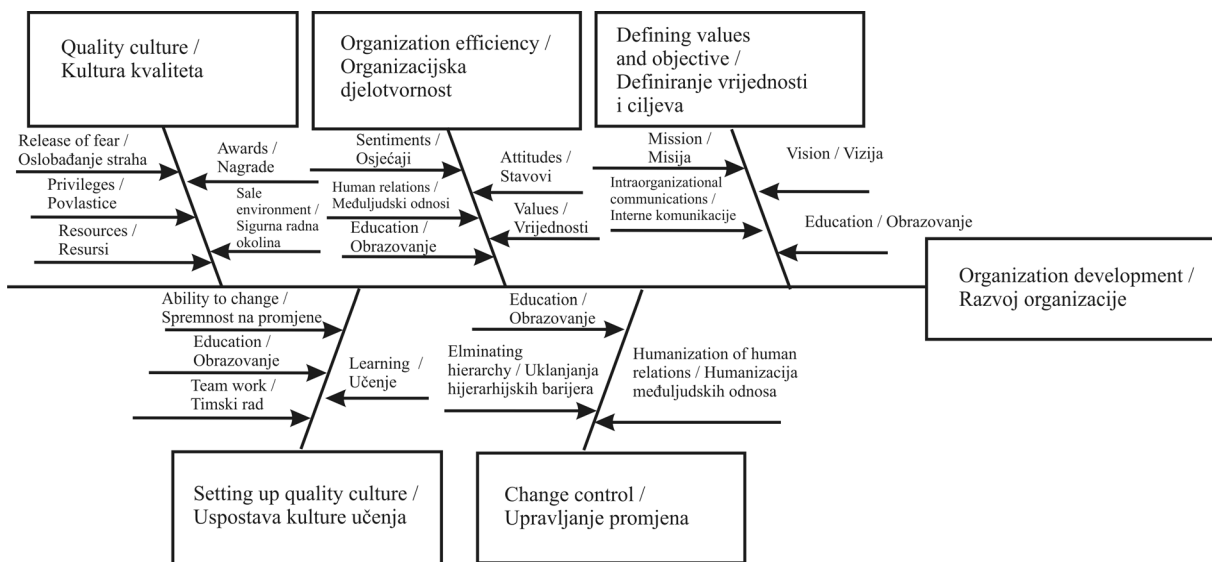 Quality culture /
Kultura kvaliteta
Organization efficiency /
Organizacijska
djelotvornost
Defining values
and objective /
Definiranje vrijednosti
i ciljeva
Release of fear /
Oslobađanje straha
Privileges /
Povlastice
Resources /
Resursi
Awards /
Nagrade
Sale
environment /
Sigurna radna
okolina
Sentiments /
Osjećaji
Human relations /
Međuljudski odnosi
Education /
Obrazovanje
Attitudes /
Stavovi
Values /
Vrijednosti
Mission /
Misija
Intraorganizational
communications /
Interne komunikacije
Vision / Vizija
Education / Obrazovanje
Organization development /
Razvoj organizacije
Ability to change /
Spremnost na promjene
Education /
Obrazovanje
Team work /
Timski rad
Learning /
Učenje
Education /
Obrazovanje
Elminating
hierarchy / Uklanjanja
hijerarhijskih barijera
Humanization of human
relations / Humanizacija
međuljudskih odnosa
Setting up quality culture /
Uspostava kulture učenja
Change control /
Upravljanje promjena